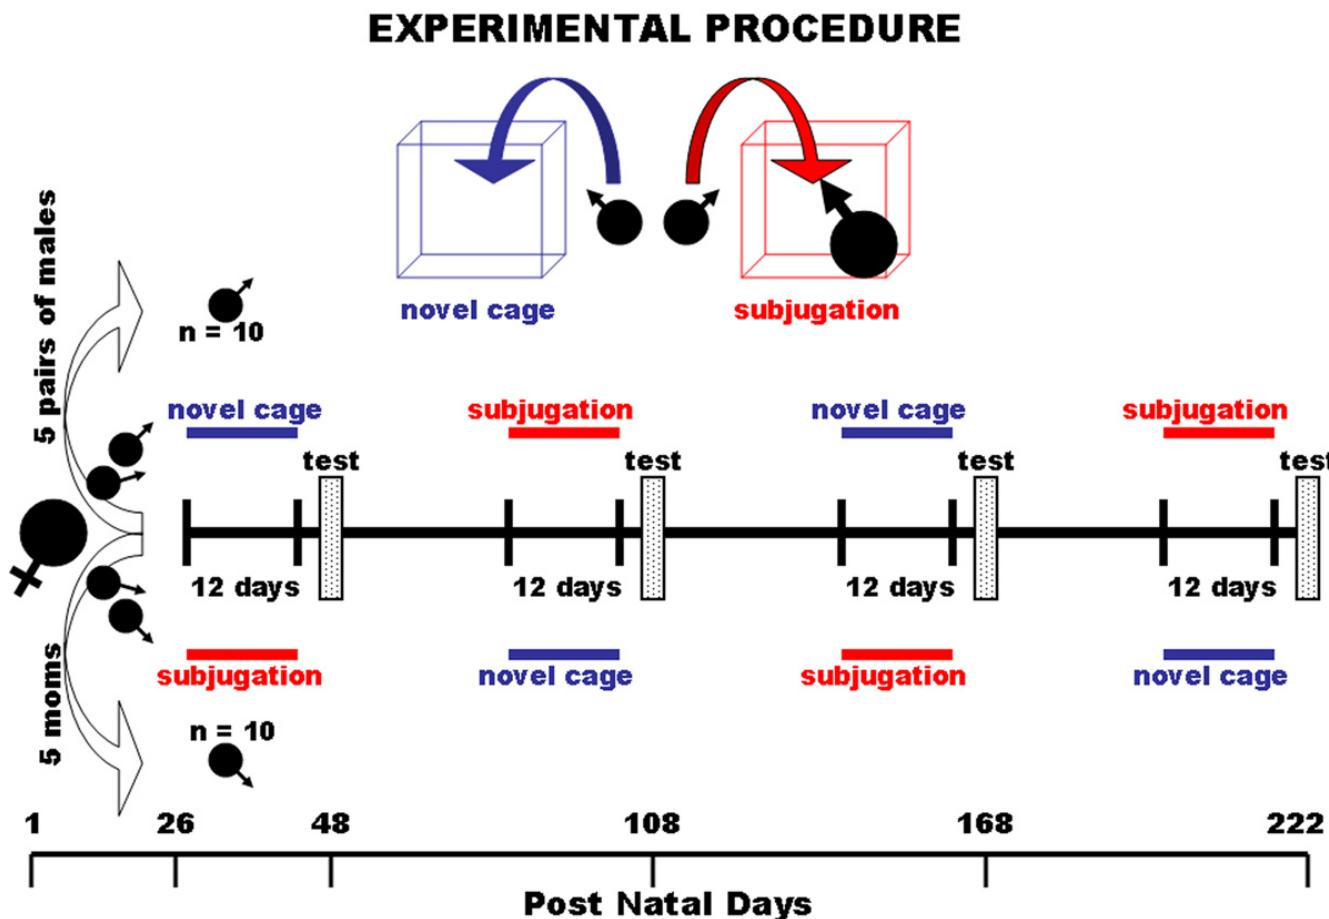 EXPERIMENTAL PROCEDURE
novel cage
subjugation
5 pairs of males
n = 10
novel cage
subjugation
novel cage
subjugation
test
test
test
test
12 days
12 days
12 days
12 days
subjugation
novel cage
subjugation
novel cage
5 moms
n = 10
1 26 48 108 168 222
Post Natal Days